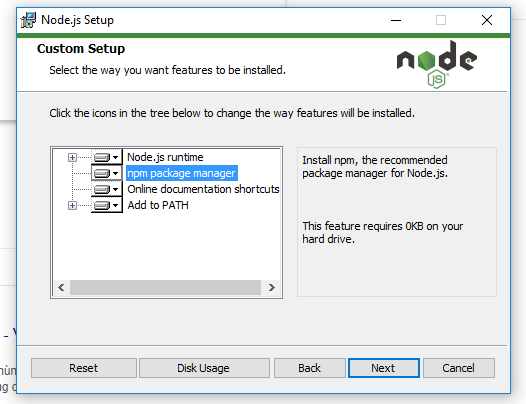 Node.js Setup
Custom Setup
Select the way you want features to be installed.
node
JS
Click the icons in the tree below to change the way features will be installed.
Node.js runtime
npm package manager
Online documentation shortcuts
Add to PATH
Install npm, the recommended
package manager for Node.js.
This feature requires 0KB on your
hard drive.
Reset
Disk Usage
Back
Next
Cancel